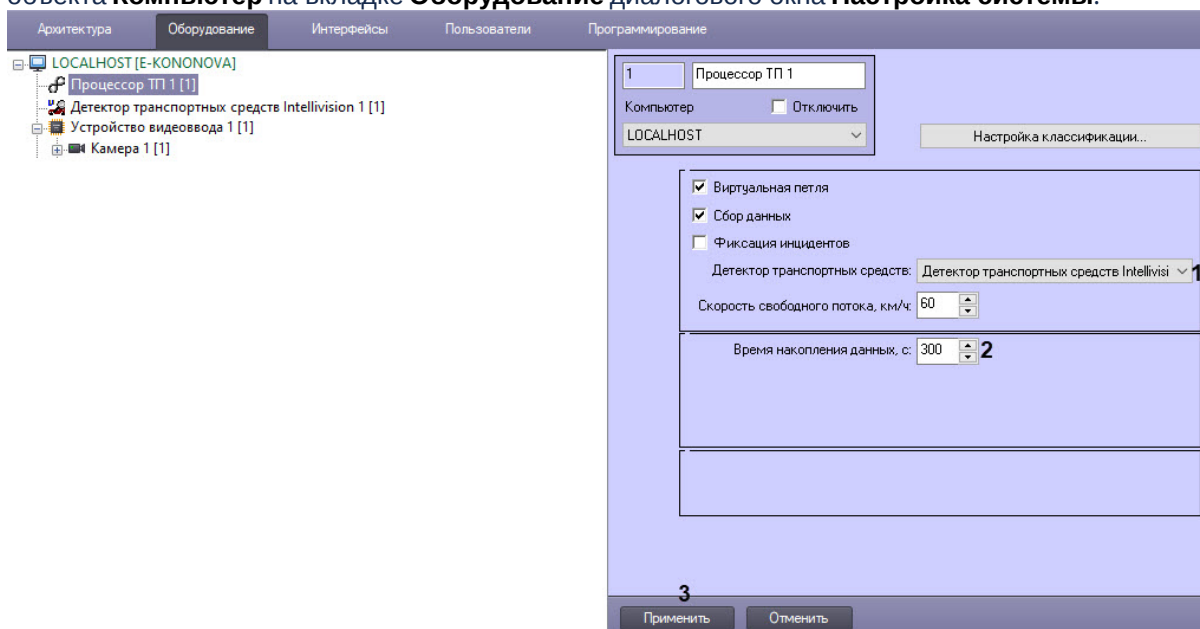 объекта Компьютер на вкладке Оборудование диалогового окна Настройка системы.
Архитектура Оборудование Интерфейсы Пользователи Программирование
LOCALHOST [E-KONONOVA]
Процессор ТП 1 [1]
Детектор транспортных средств Intellivision 1 [1]
Устройство видеоввода 1 [1]
Камера 1 [1]
1 Процессор ТП 1
Компьютер Отключить
LOCALHOST
Настройка классификации...
Виртуальная петля
Сбор данных
Фиксация инцидентов
Детектор транспортных средств: Детектор транспортных средств Intellivisi 1
Скорость свободного потока, км/ч: 60
Время накопления данных, с: 300 2
3
Применить Отменить